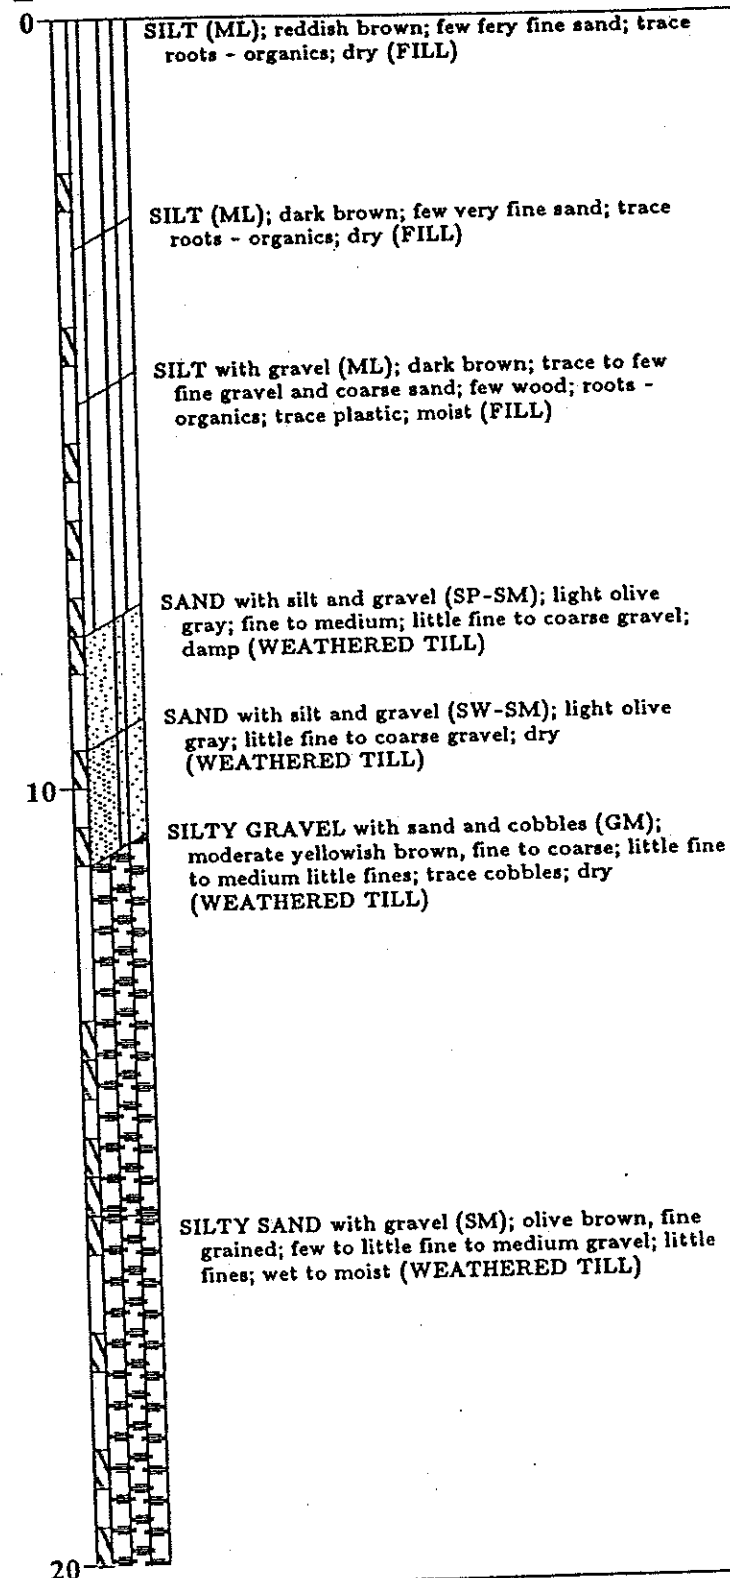 0
SILT (ML); reddish brown; few fery fine sand; trace
roots - organics; dry (FILL)
SILT (ML); dark brown; few very fine sand; trace
roots - organics; dry (FILL)
SILT with gravel (ML); dark brown; trace to few
fine gravel and coarse sand; few wood; roots -
organics; trace plastic; moist (FILL)
SAND with silt and gravel (SP-SM); light olive
gray; fine to medium; little fine to coarse gravel;
damp (WEATHERED TILL)
SAND with silt and gravel (SW-SM); light olive
gray; little fine to coarse gravel; dry
(WEATHERED TILL)
10
SILTY GRAVEL with sand and cobbles (GM);
moderate yellowish brown, fine to coarse; little fine
to medium little fines; trace cobbles; dry
(WEATHERED TILL)
SILTY SAND with gravel (SM); olive brown, fine
grained; few to little fine to medium gravel; little
fines; wet to moist (WEATHERED TILL)
20